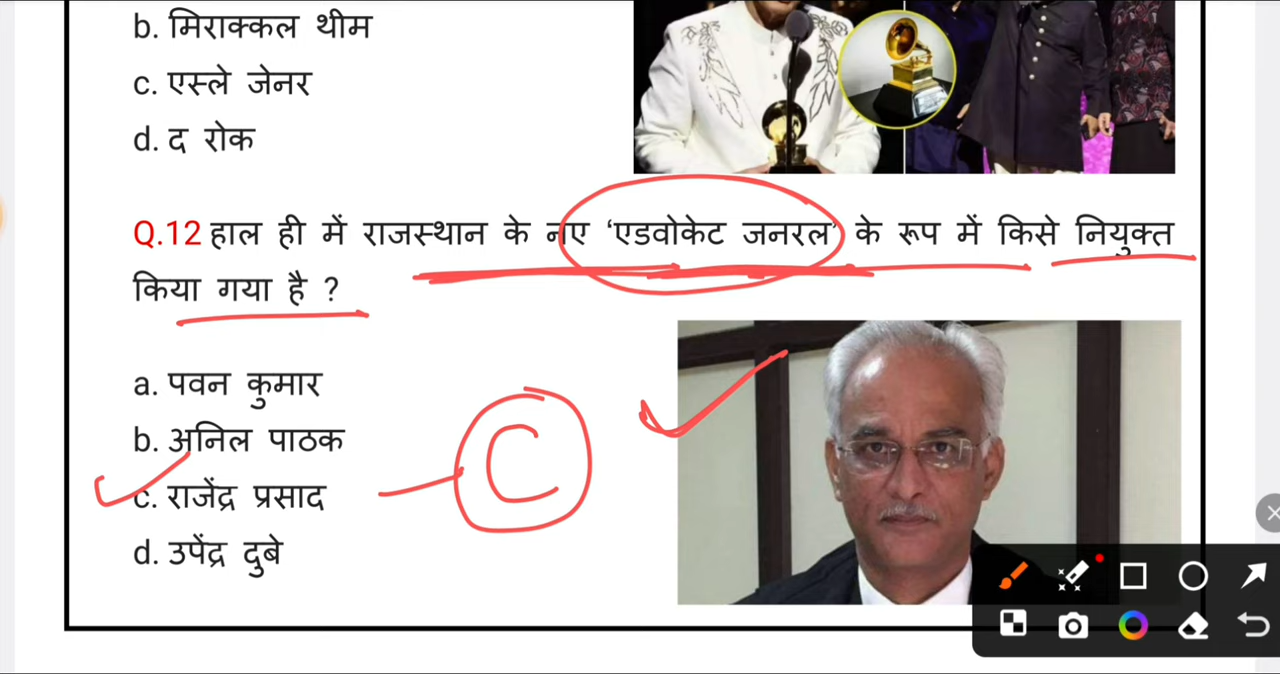 b. मिराक्कल थीम
c. एस्ले जेनर
d. द रोक
Q.12 हाल ही में राजस्थान के नए ‘एडवोकेट जनरल’ के रूप में किसे नियुक्त
किया गया है ?
a. पवन कुमार
b. अनिल पाठक
c. राजेंद्र प्रसाद
C
d. उपेंद्र दुबे